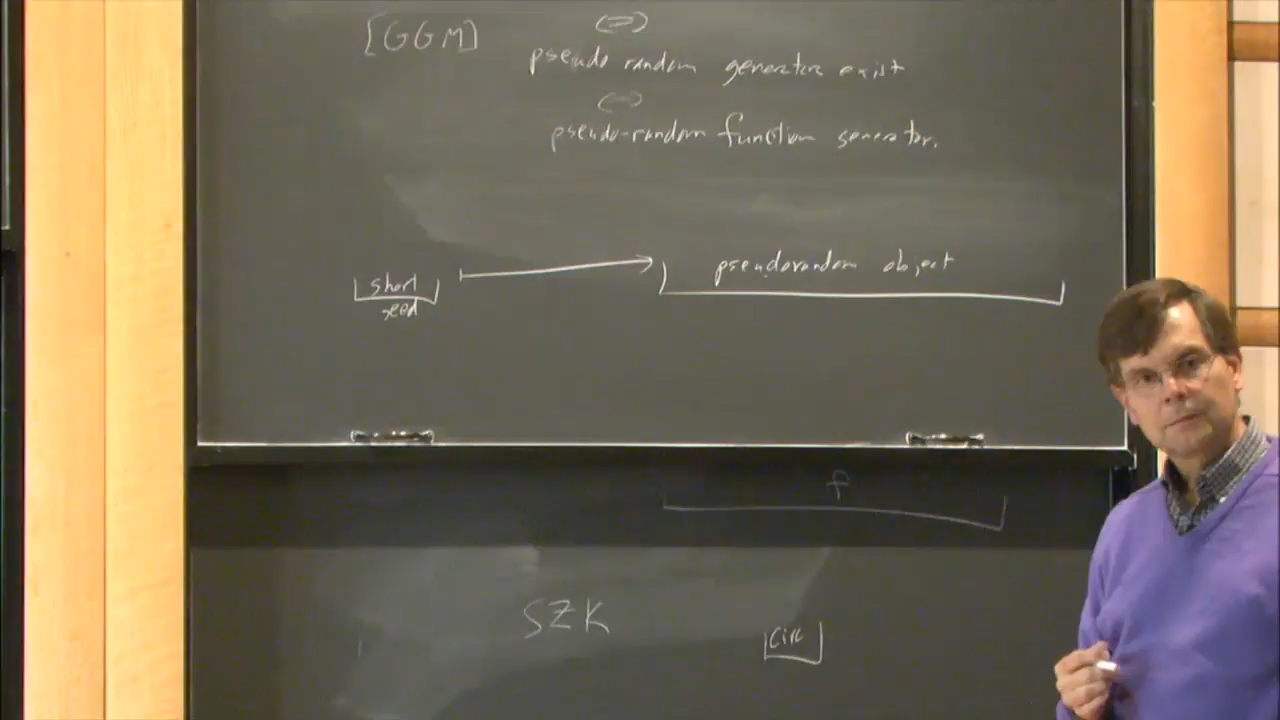 [GGM] (⇒)
pseudo random generators exist
(⇔)
pseudo-random function generator.
short seed
pseudorandom object
f
SZK
circ